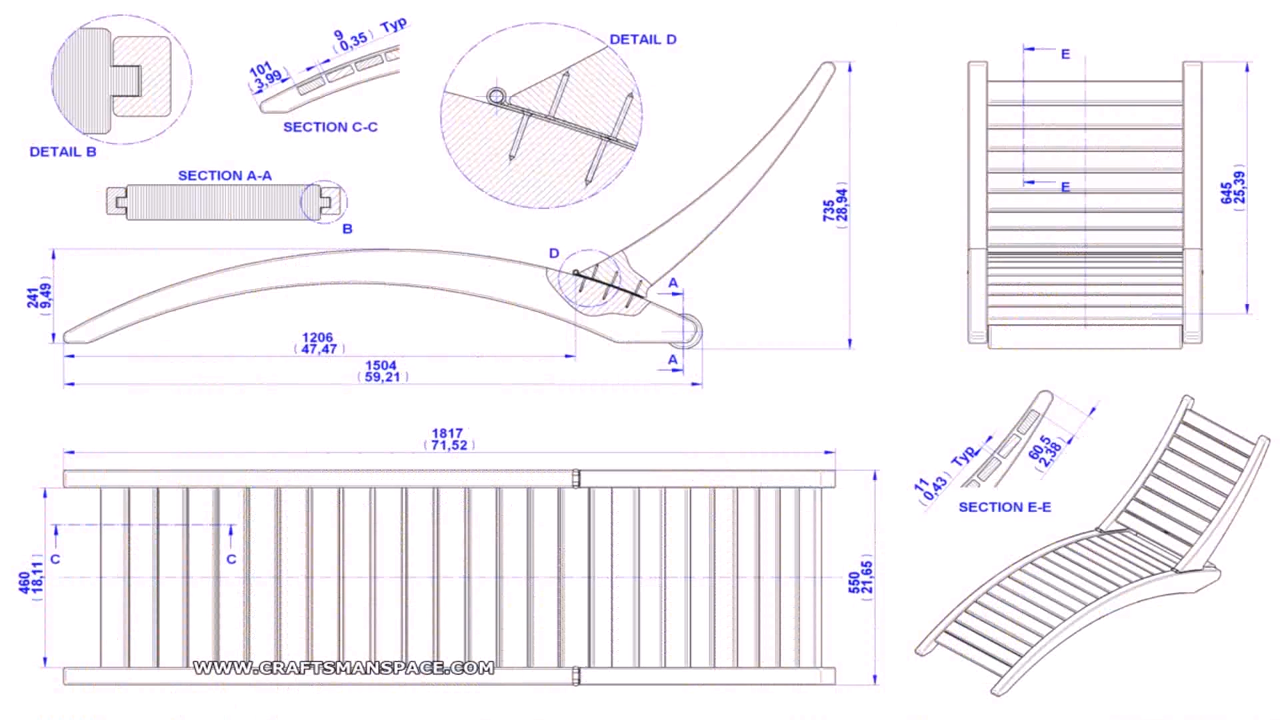 DETAIL B
101
(3,99)
9
(0,35)
Typ
SECTION C-C
DETAIL D
SECTION A-A
B
D
A
A
241
(9,49)
1206
(47,47)
1504
(59,21)
735
(28,94)
E
E
645
(25,39)
1817
(71,52)
C
C
460
(18,11)
550
(21,65)
WWW.CRAFTSMANSPACE.COM
11
(0,43)
Typ
60,5
(2,38)
SECTION E-E